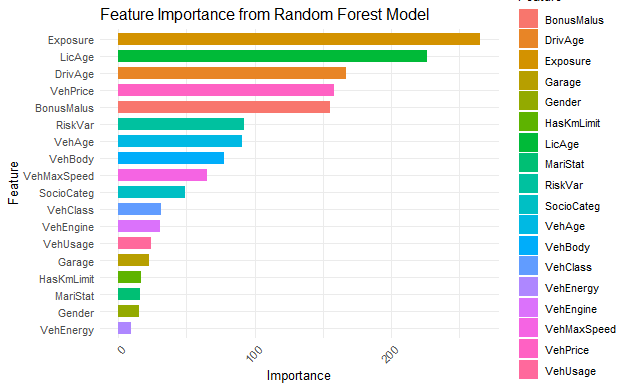 Feature Importance from Random Forest Model
Feature
Exposure
LicAge
DrivAge
VehPrice
BonusMalus
RiskVar
VehAge
VehBody
VehMaxSpeed
SocioCateg
VehClass
VehEngine
VehUsage
Garage
HasKmLimit
MariStat
Gender
VehEnergy
0
100
200
Importance
BonusMalus
DrivAge
Exposure
Garage
Gender
HasKmLimit
LicAge
MariStat
RiskVar
SocioCateg
VehAge
VehBody
VehClass
VehEnergy
VehEngine
VehMaxSpeed
VehPrice
VehUsage